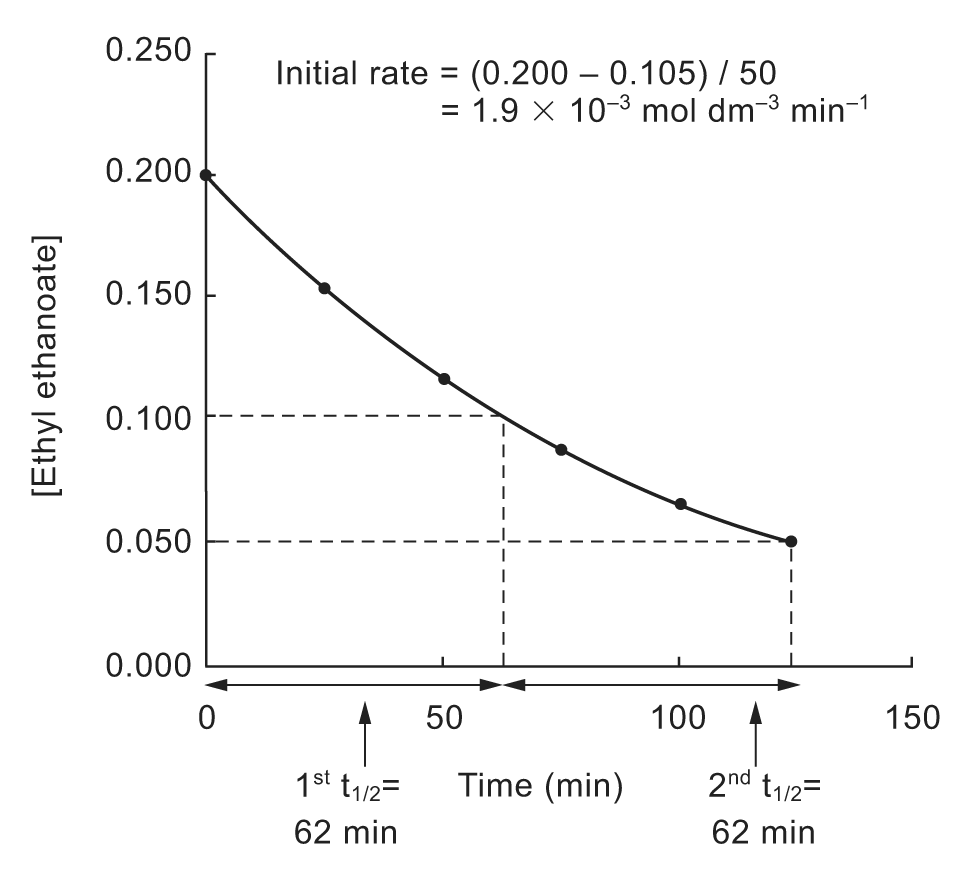 0.250
Initial rate = (0.200 – 0.105) / 50
= 1.9 × 10⁻³ mol dm⁻³ min⁻¹
0.200
0.150
0.100
0.050
0.000
[Ethyl ethanoate]
0 50 100 150
1ˢᵗ t₁/₂= Time (min) 2ⁿᵈ t₁/₂=
62 min 62 min